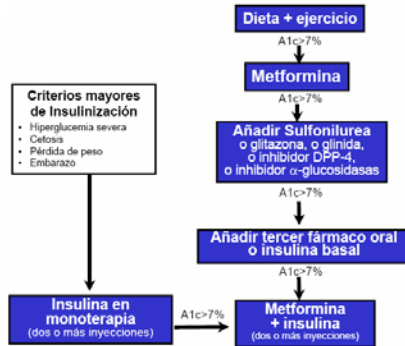 Dieta + ejercicio
A1c>7%
Metformina
A1c>7%
Criterios mayores
de Insulinización
• Hiperglucemia severa
• Cetosis
• Pérdida de peso
• Embarazo
Añadir Sulfonilurea
o glitazona, o glinida,
o inhibidor DPP-4,
o inhibidor α-glucosidasas
A1c>7%
Añadir tercer fármaco oral
o insulina basal
A1c>7%
Insulina en
monoterapia
(dos o más inyecciones)
A1c>7%
Metformina
+ insulina
(dos o más inyecciones)